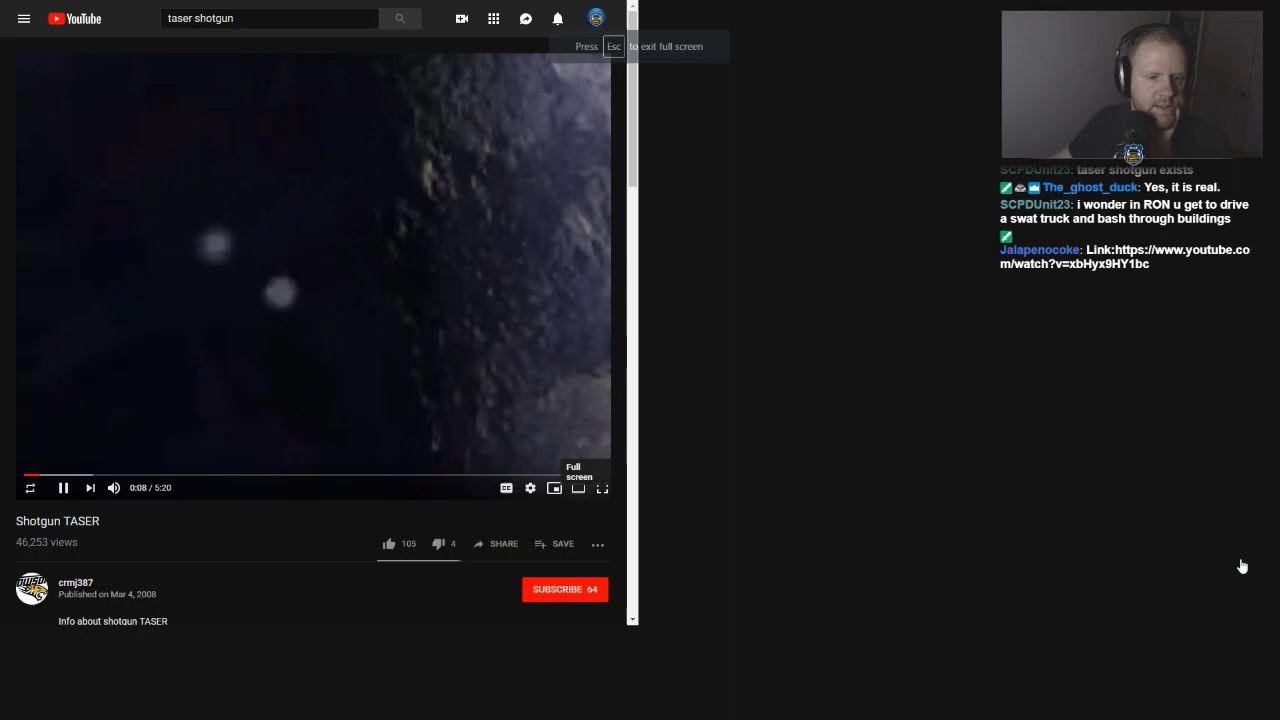 YouTube
taser shotgun
Press Esc to exit full screen
SCPDUnit23: taser shotgun exists
The_ghost_duck: Yes, it is real.
SCPDUnit23: i wonder in RON u get to drive
a swat truck and bash through buildings
Jalapenocoke: Link:https://www.youtube.co
m/watch?v=xbHyx9HY1bc
Full
screen
0:08 / 5:20
CC
Shotgun TASER
46,253 views
105
4
SHARE
SAVE
crmj387
Published on Mar 4, 2008
SUBSCRIBE 64
Info about shotgun TASER